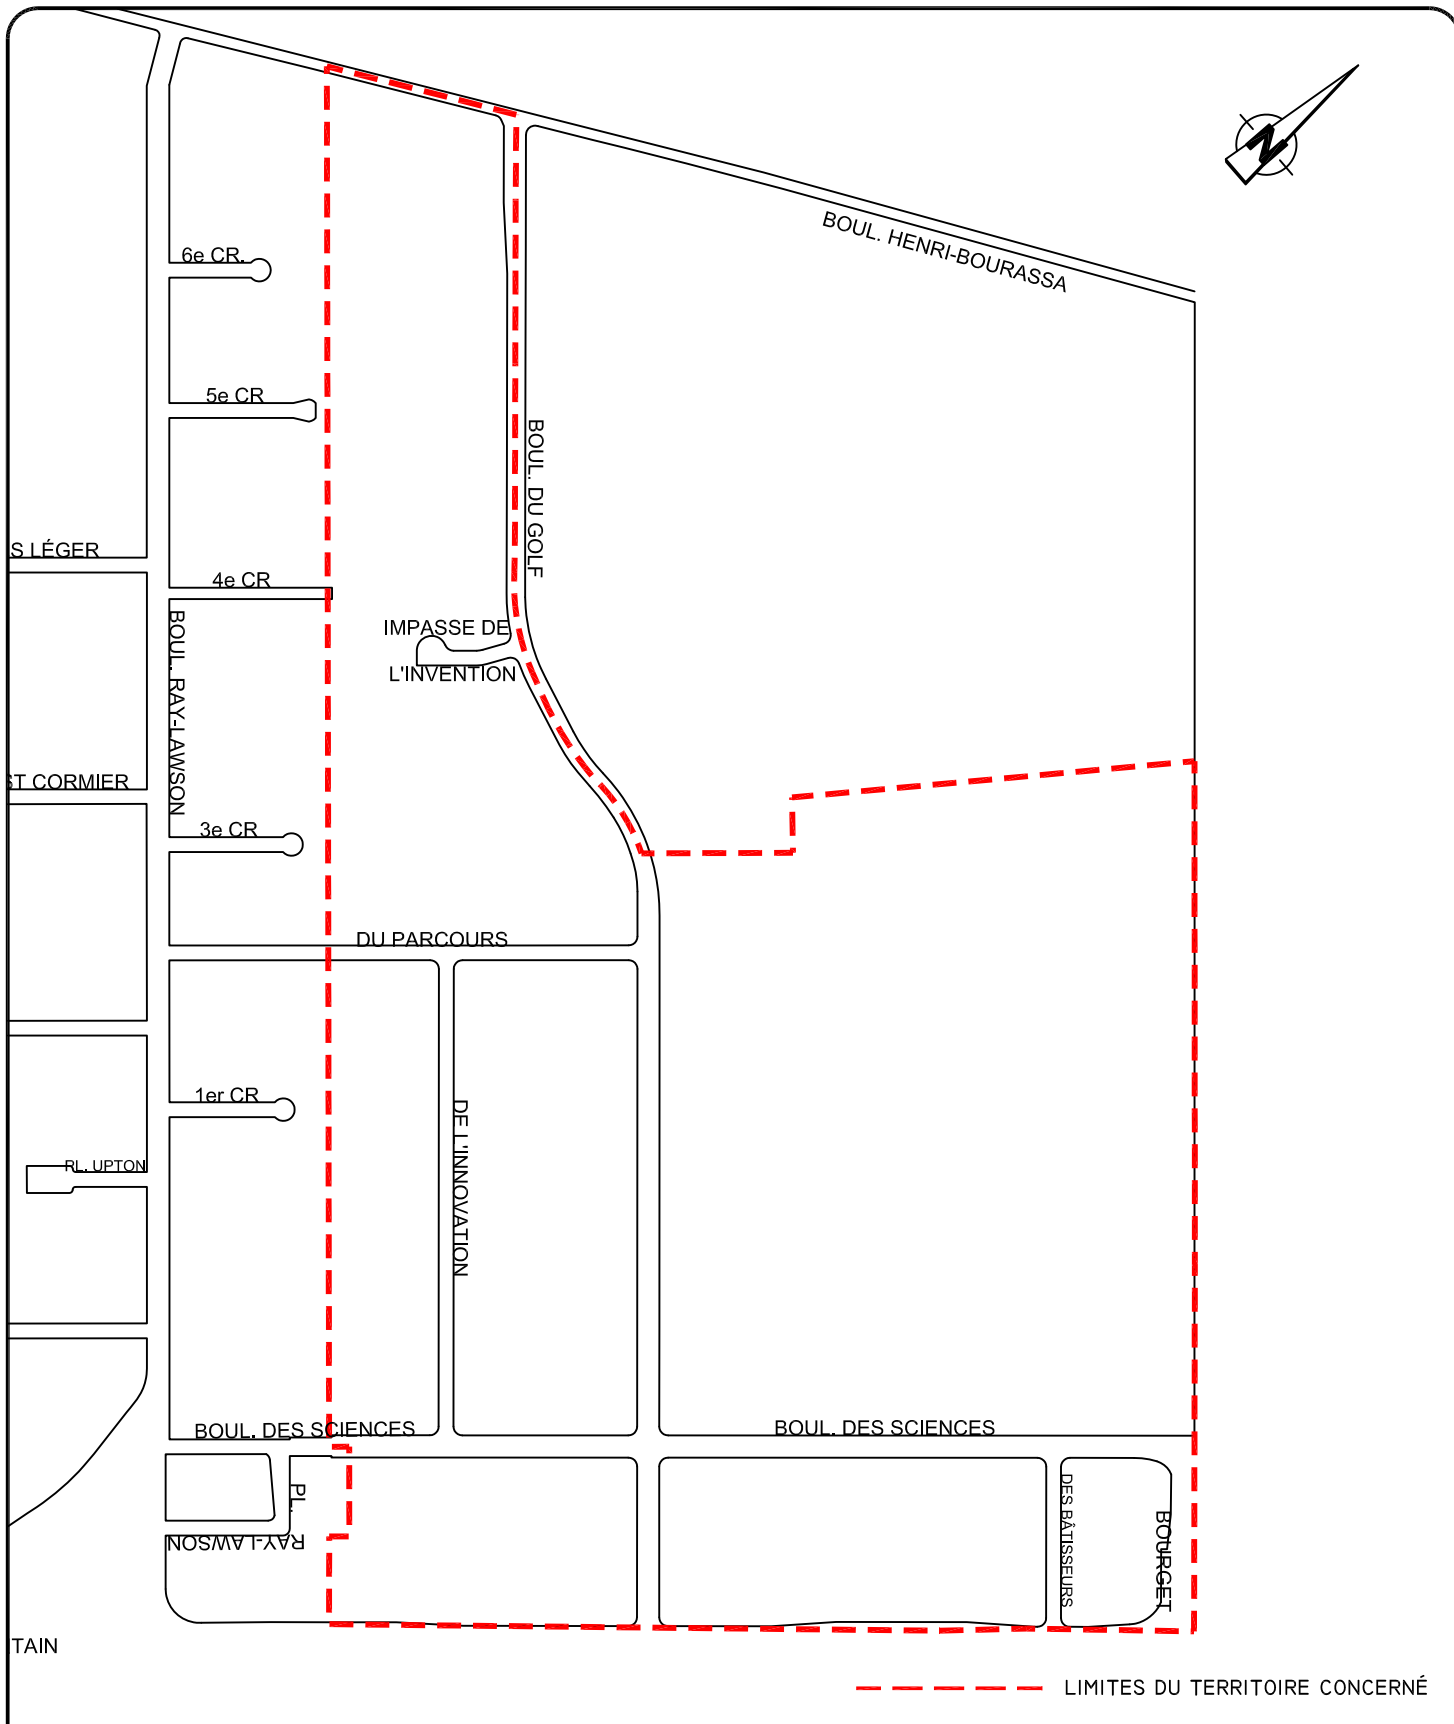 N
BOUL. HENRI-BOURASSA
6e CR.
5e CR
BOUL. DU GOLF
S LÉGER
4e CR
BOUL. RAY-LAWSON
IMPASSE DE
L'INVENTION
ST CORMIER
3e CR
DU PARCOURS
1er CR
DE L'INNOVATION
PL. UPTON
BOUL. DES SCIENCES
BOUL. DES SCIENCES
PL.
RAY-LAWSON
DES BÂTISSEURS
BOURGET
TAIN
LIMITES DU TERRITOIRE CONCERNÉ